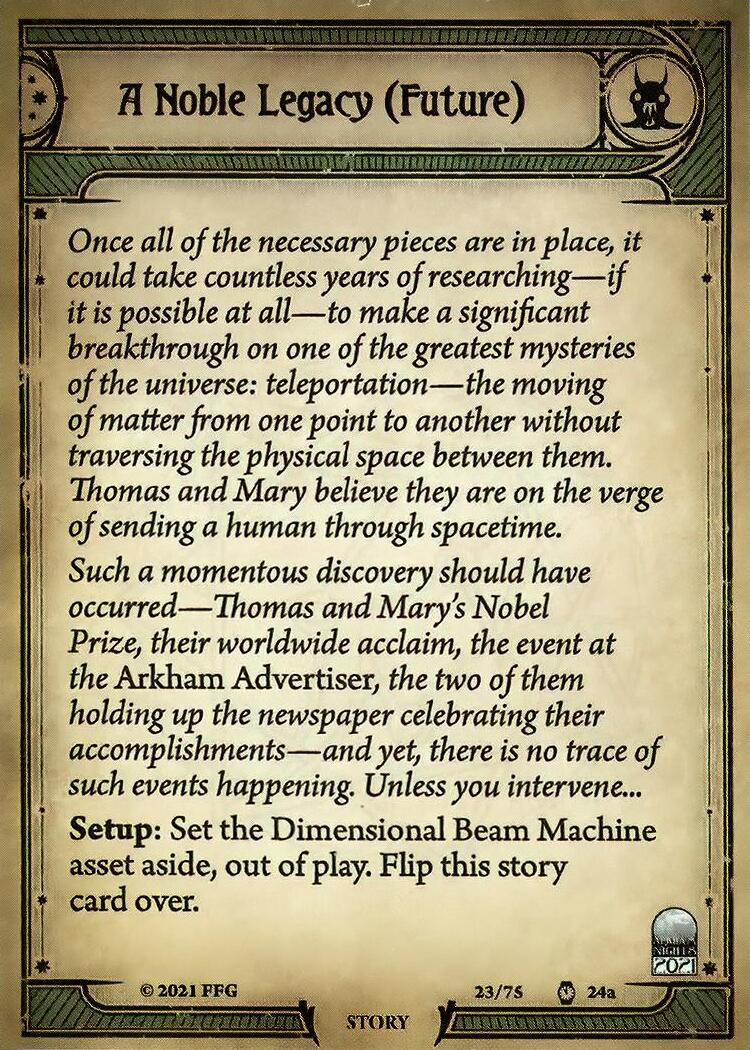 A Noble Legacy (Future)
Once all of the necessary pieces are in place, it
could take countless years of researching—if
it is possible at all—to make a significant
breakthrough on one of the greatest mysteries
of the universe: teleportation—the moving
of matter from one point to another without
traversing the physical space between them.
Thomas and Mary believe they are on the verge
of sending a human through spacetime.
Such a momentous discovery should have
occurred—Thomas and Mary's Nobel
Prize, their worldwide acclaim, the event at
the Arkham Advertiser, the two of them
holding up the newspaper celebrating their
accomplishments—and yet, there is no trace of
such events happening. Unless you intervene...
Setup: Set the Dimensional Beam Machine
asset aside, out of play. Flip this story
card over.
ARKHAM
NIGHTS
2021
© 2021 FFG 23/75 24a
STORY